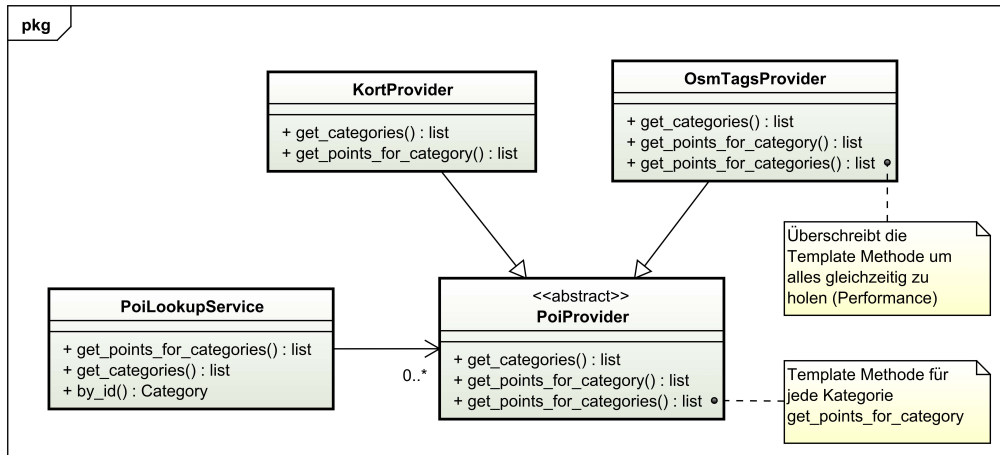 pkg
KortProvider
+ get_categories() : list
+ get_points_for_category() : list
OsmTagsProvider
+ get_categories() : list
+ get_points_for_category() : list
+ get_points_for_categories() : list
Überschreibt die
Template Methode um
alles gleichzeitig zu
holen (Performance)
PoiLookupService
+ get_points_for_categories() : list
+ get_categories() : list
+ by_id() : Category
0..*
<<abstract>>
PoiProvider
+ get_categories() : list
+ get_points_for_category() : list
+ get_points_for_categories() : list
Template Methode für
jede Kategorie
get_points_for_category